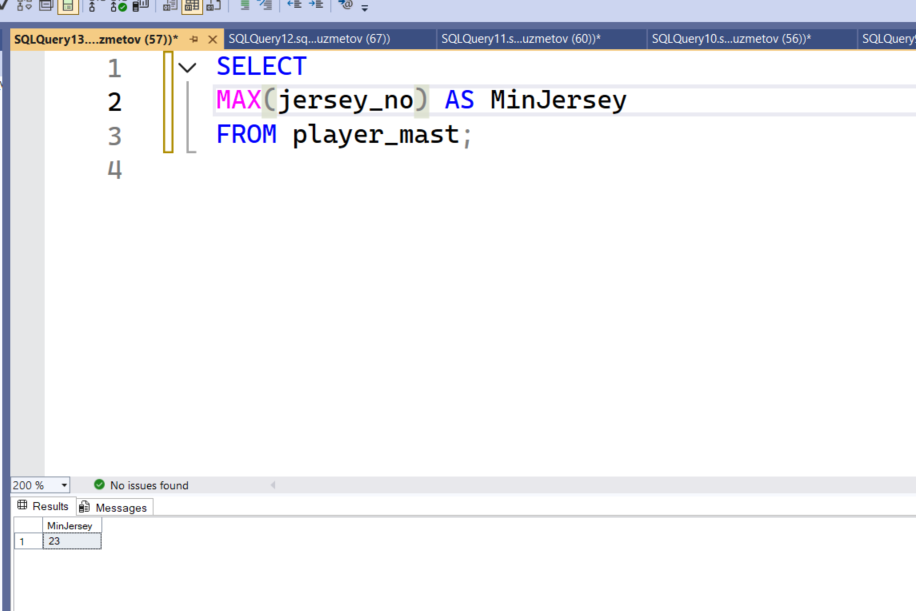 SQLQuery13....zmetov (57))* SQLQuery12.sq...uzmetov (67)) SQLQuery11.s...uzmetov (60))* SQLQuery10.s...uzmetov (56))* SQLQuery
1 SELECT
2 MAX(jersey_no) AS MinJersey
3 FROM player_mast;
4
200 % No issues found
Results Messages
MinJersey
1 23